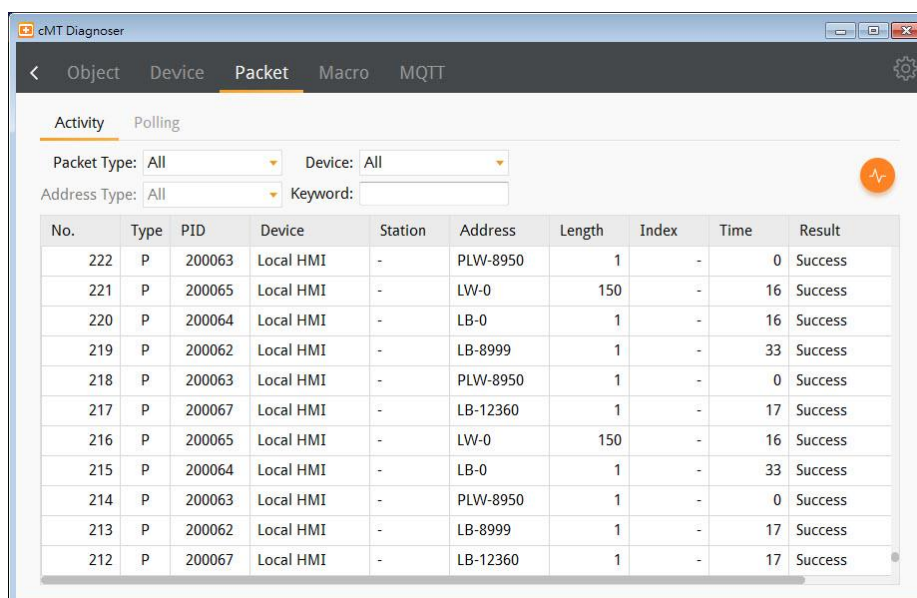 cMT Diagnoser
Object Device Packet Macro MQTT
Activity Polling
Packet Type: All Device: All
Address Type: All Keyword:
No. Type PID Device Station Address Length Index Time Result
222 P 200063 Local HMI - PLW-8950 1 - 0 Success
221 P 200065 Local HMI - LW-0 150 - 16 Success
220 P 200064 Local HMI - LB-0 1 - 16 Success
219 P 200062 Local HMI - LB-8999 1 - 33 Success
218 P 200063 Local HMI - PLW-8950 1 - 0 Success
217 P 200067 Local HMI - LB-12360 1 - 17 Success
216 P 200065 Local HMI - LW-0 150 - 16 Success
215 P 200064 Local HMI - LB-0 1 - 33 Success
214 P 200063 Local HMI - PLW-8950 1 - 0 Success
213 P 200062 Local HMI - LB-8999 1 - 17 Success
212 P 200067 Local HMI - LB-12360 1 - 17 Success